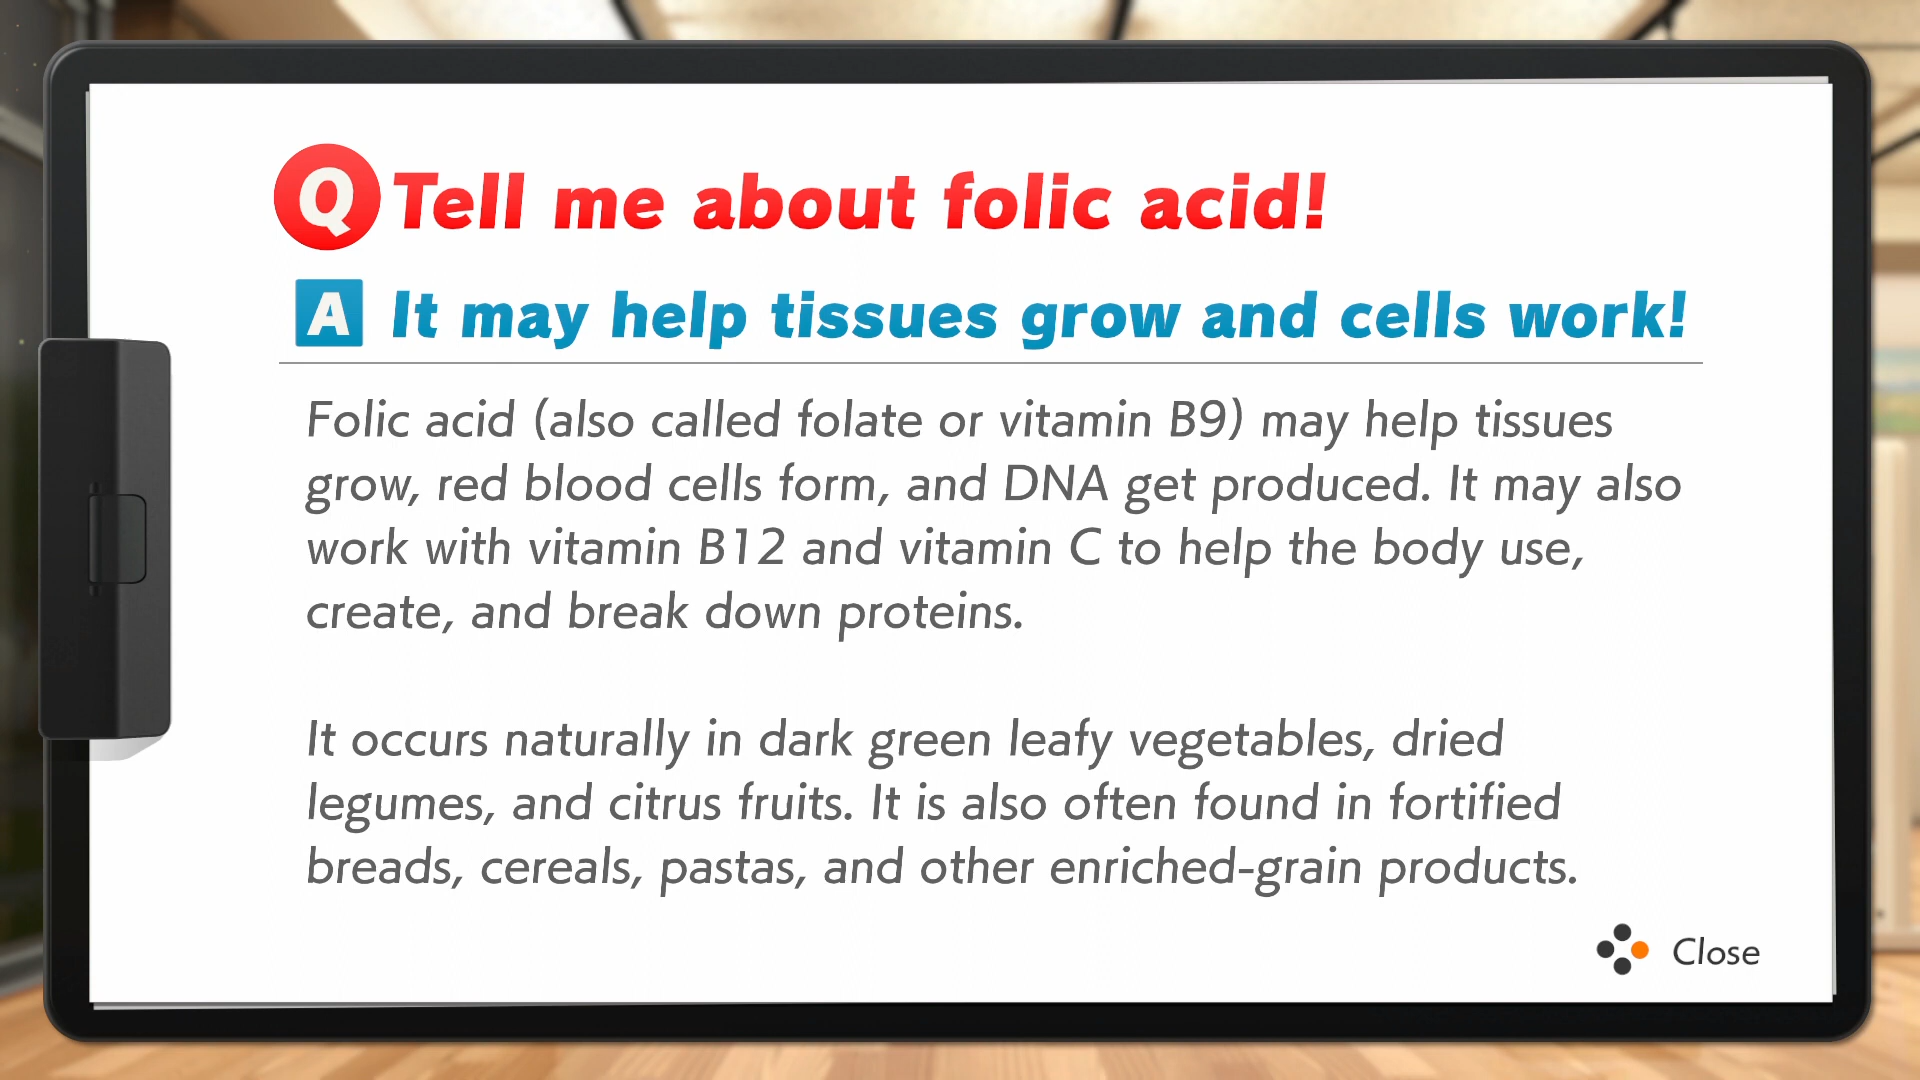 Q Tell me about folic acid!
A It may help tissues grow and cells work!
Folic acid (also called folate or vitamin B9) may help tissues
grow, red blood cells form, and DNA get produced. It may also
work with vitamin B12 and vitamin C to help the body use,
create, and break down proteins.
It occurs naturally in dark green leafy vegetables, dried
legumes, and citrus fruits. It is also often found in fortified
breads, cereals, pastas, and other enriched-grain products.
Close